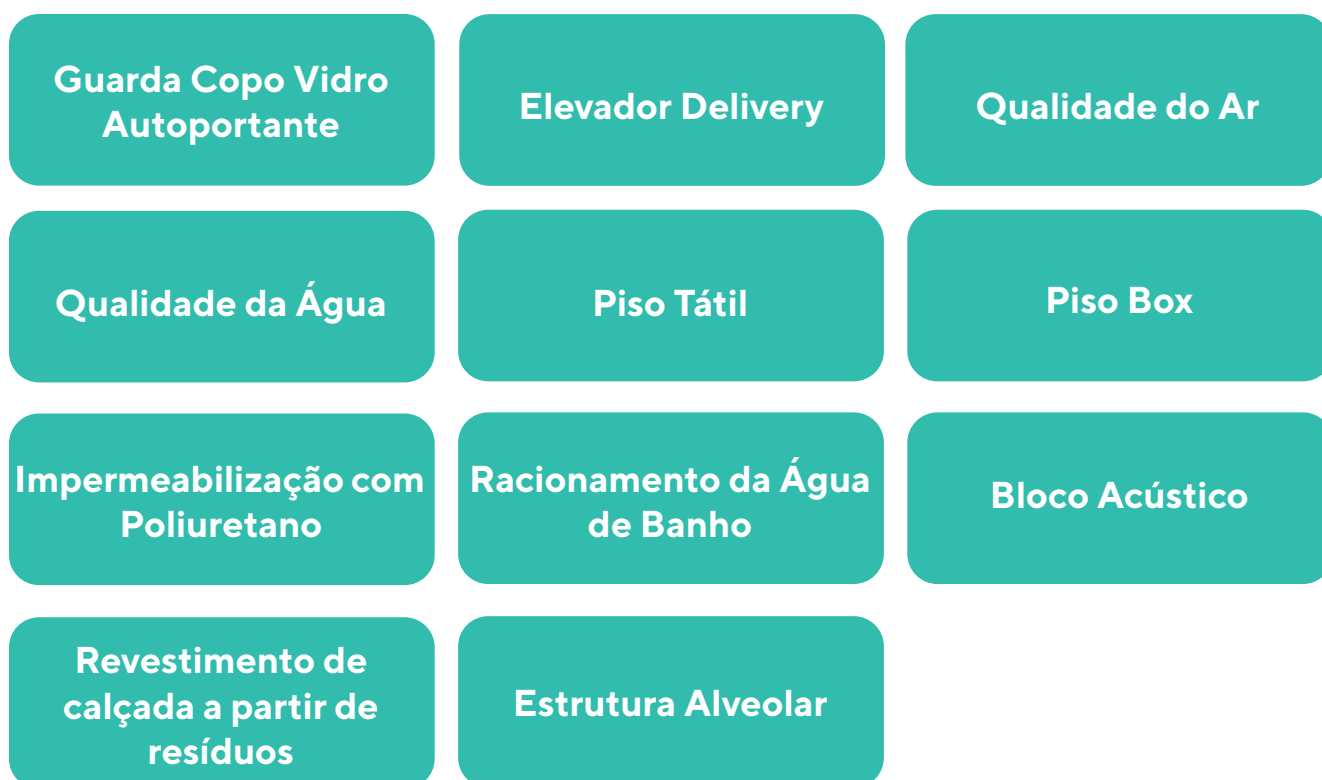 Guarda Copo Vidro
Autoportante
Elevador Delivery
Qualidade do Ar
Qualidade da Água
Piso Tátil
Piso Box
Impermeabilização com
Poliuretano
Racionamento da Água
de Banho
Bloco Acústico
Revestimento de
calçada a partir de
resíduos
Estrutura Alveolar